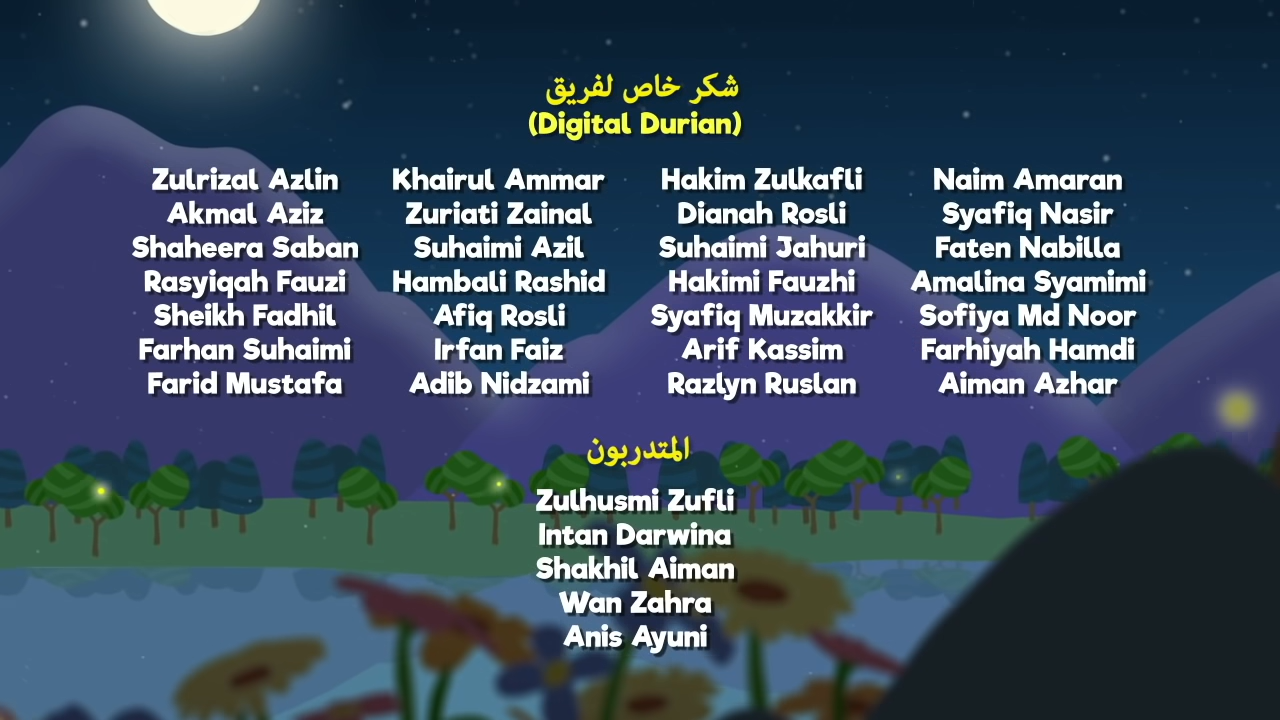 شكر خاص لفريق
(Digital Durian)
Zulrizal Azlin Khairul Ammar Hakim Zulkafli Naim Amaran
Akmal Aziz Zuriati Zainal Dianah Rosli Syafiq Nasir
Shaheera Saban Suhaimi Azil Suhaimi Jahuri Faten Nabilla
Rasyiqah Fauzi Hambali Rashid Hakimi Fauzhi Amalina Syamimi
Sheikh Fadhil Afiq Rosli Syafiq Muzakkir Sofiya Md Noor
Farhan Suhaimi Irfan Faiz Arif Kassim Farhiyah Hamdi
Farid Mustafa Adib Nidzami Razlyn Ruslan Aiman Azhar
المتدربون
Zulhusmi Zufli
Intan Darwina
Shakhil Aiman
Wan Zahra
Anis Ayuni